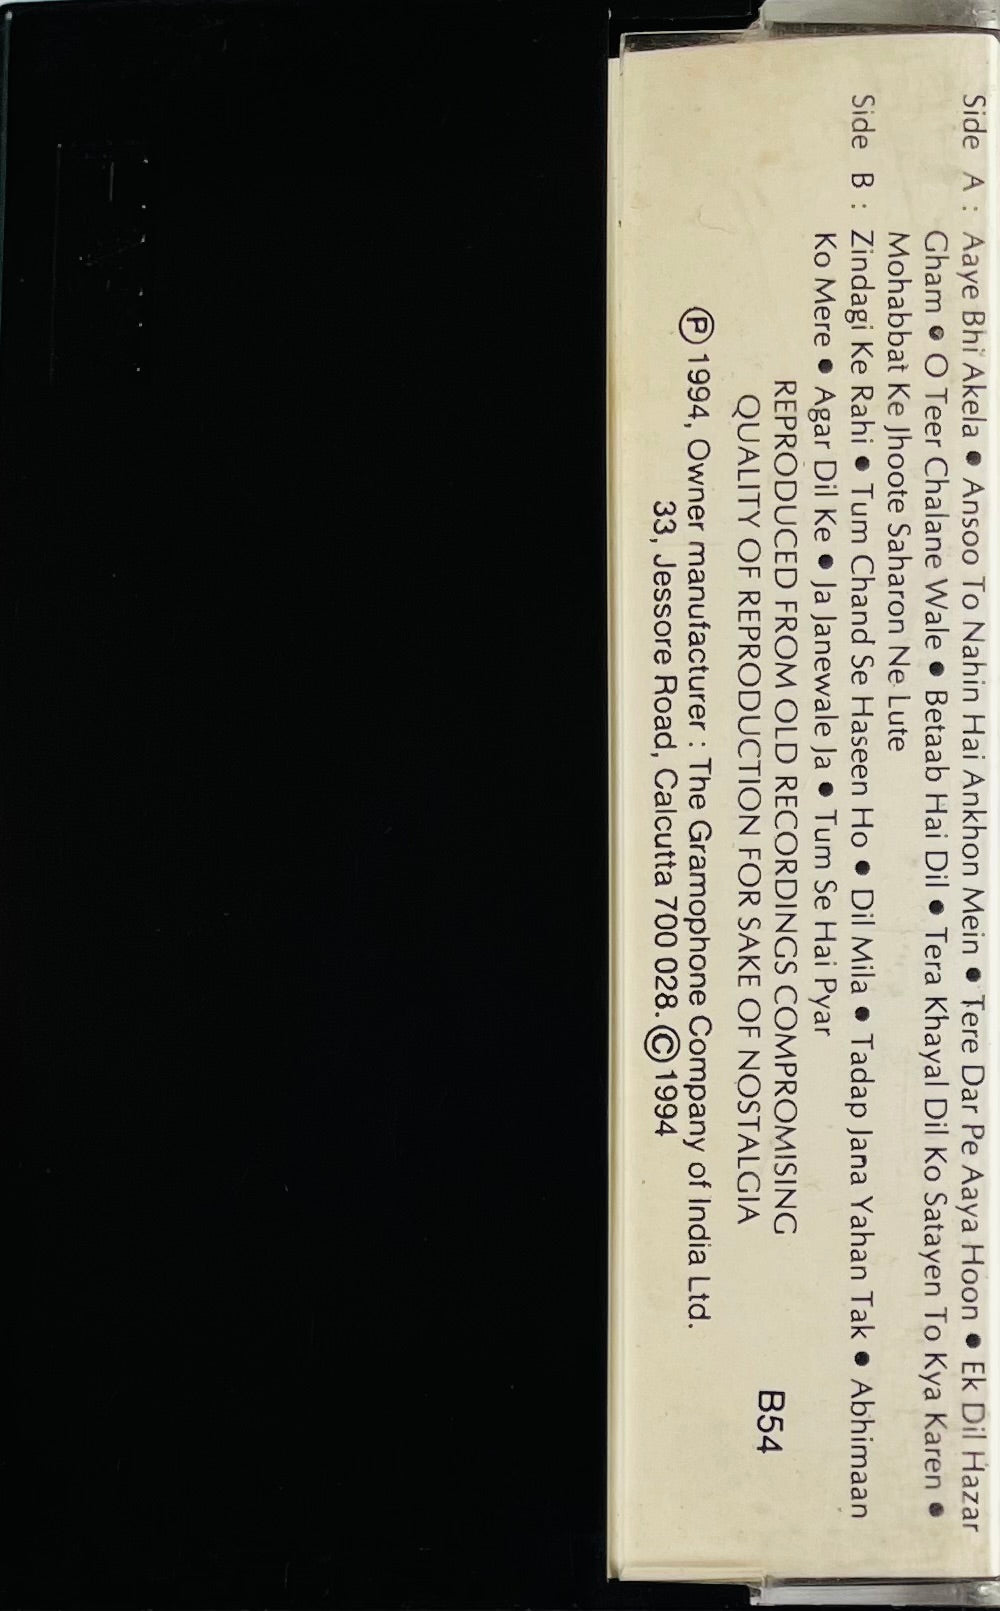 Side A : Aaye Bhi Akela ● Ansoo To Nahin Hai Ankhon Mein ● Tere Dar Pe Aaya Hoon ● Ek Dil Hazar
Gham ● O Teer Chalane Wale ● Betaab Hai Dil ● Tera Khayal Dil Ko Satayen To Kya Karen ●
Mohabbat Ke Jhoote Saharon Ne Lute
Side B : Zindagi Ke Rahi ● Tum Chand Se Haseen Ho ● Dil Mila ● Tadap Jana Yahan Tak ● Abhimaan
Ko Mere ● Agar Dil Ke ● Ja Janewale Ja ● Tum Se Hai Pyar
REPRODUCED FROM OLD RECORDINGS COMPROMISING
QUALITY OF REPRODUCTION FOR SAKE OF NOSTALGIA
B54
Ⓟ 1994, Owner manufacturer : The Gramophone Company of India Ltd.
33, Jessore Road, Calcutta 700 028. © 1994